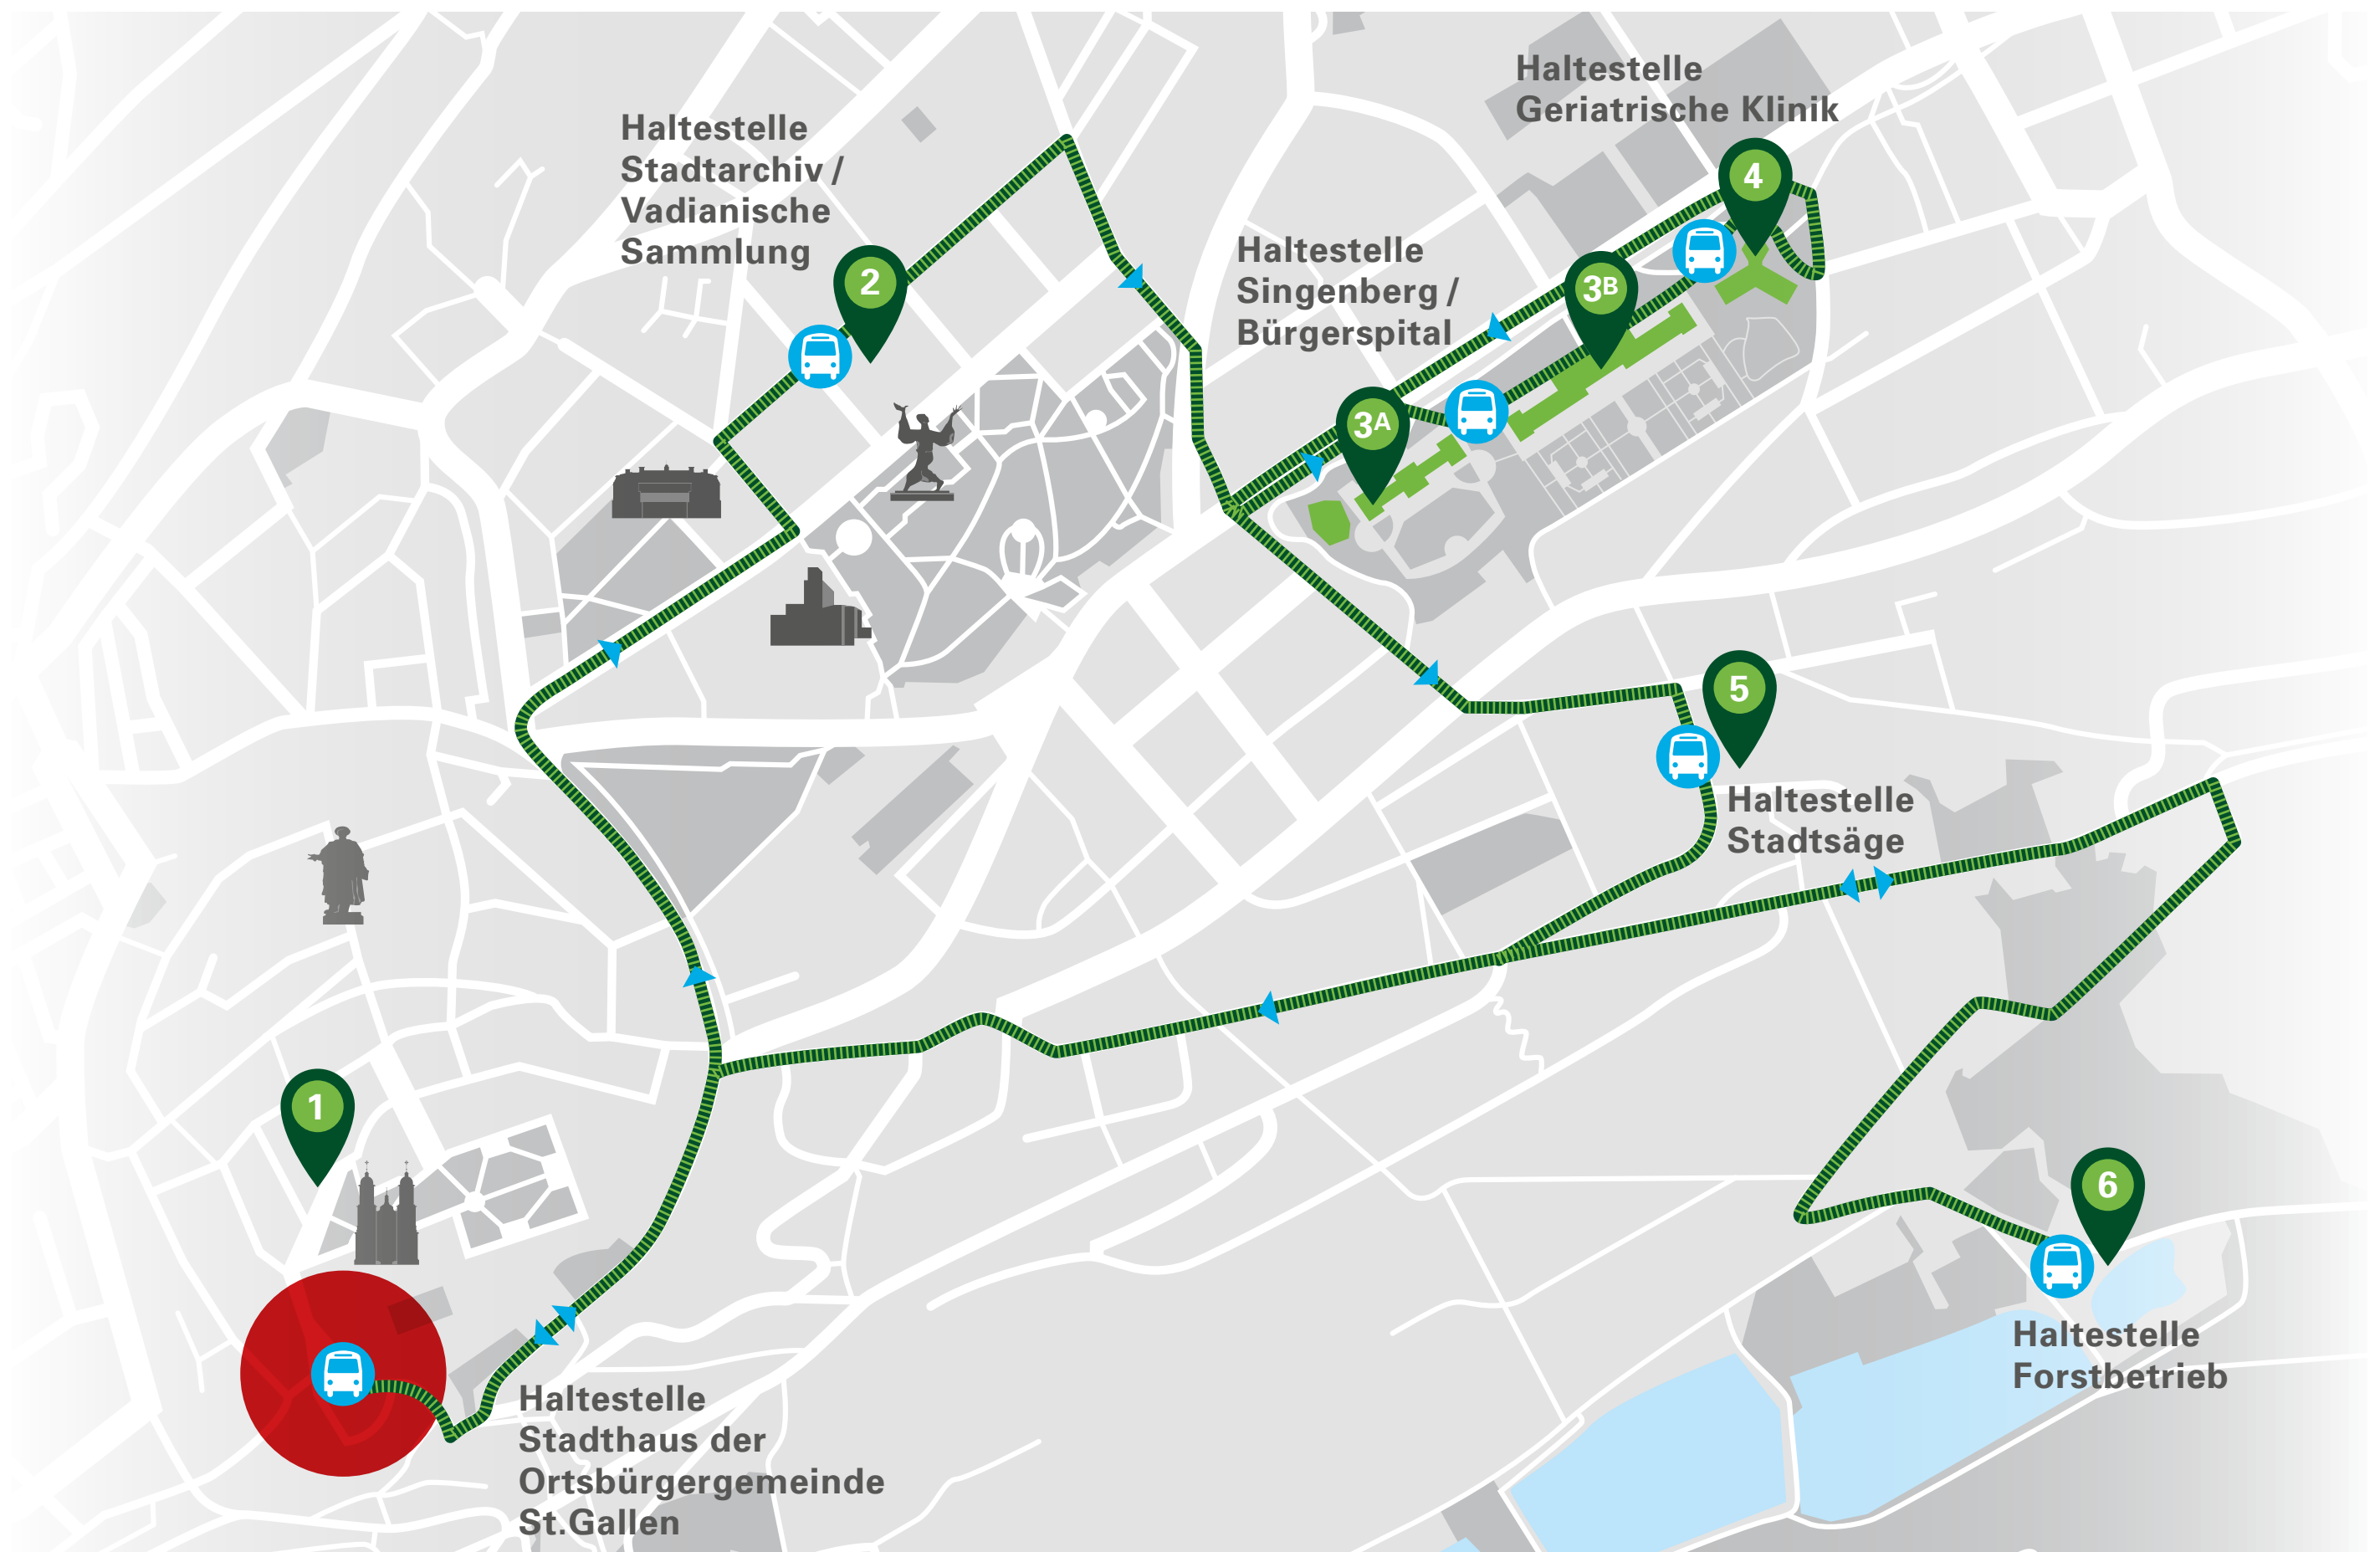 Haltestelle
Geriatrische Klinik
4
Haltestelle
Stadtarchiv /
Vadianische
Sammlung
2
Haltestelle
Singenberg /
Bürgerspital
3B
3A
5
Haltestelle
Stadtsäge
1
6
Haltestelle
Forstbetrieb
Haltestelle
Stadthaus der
Ortsbürgergemeinde
St.Gallen